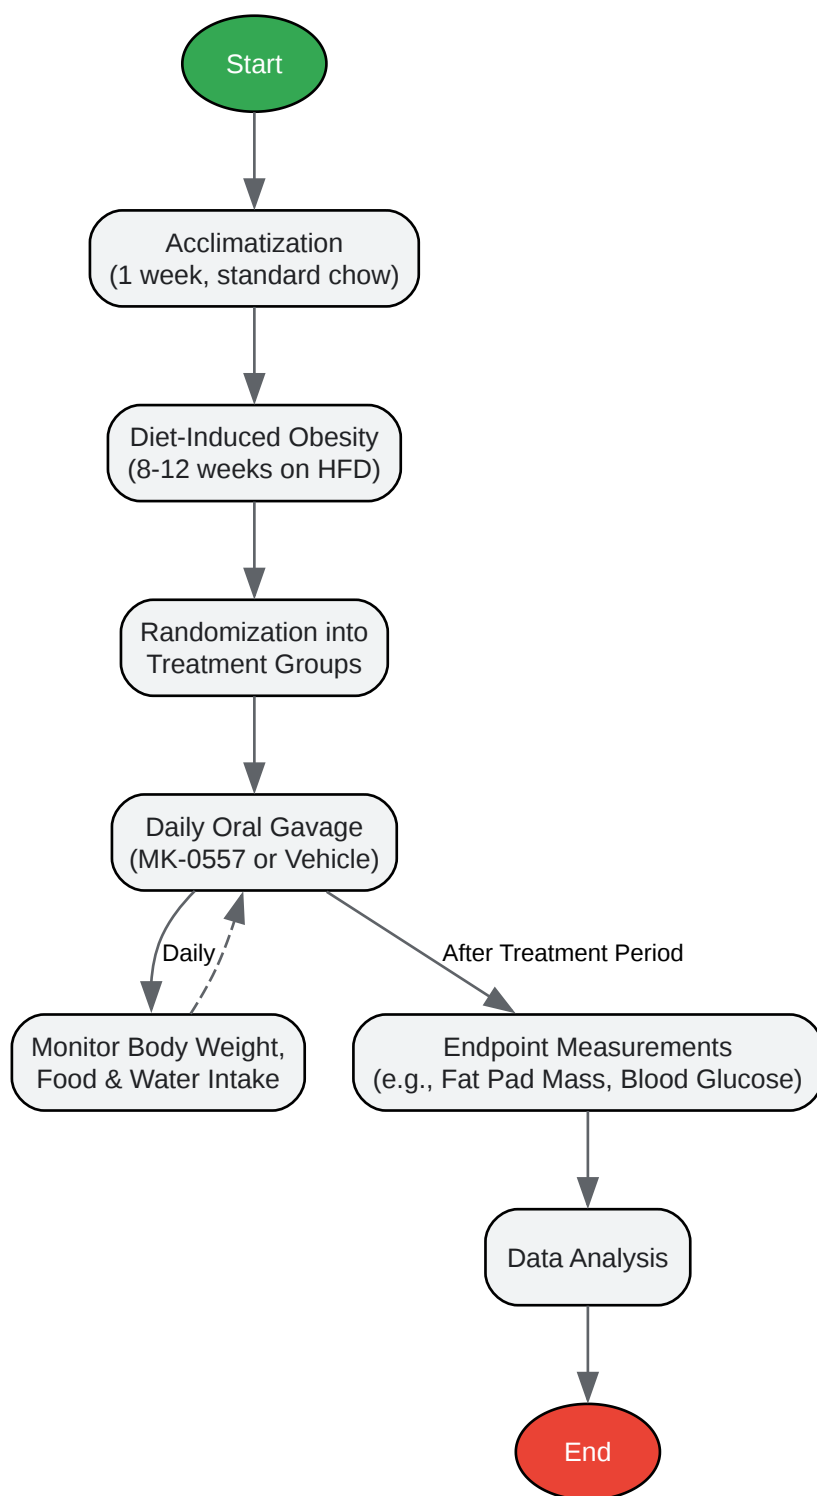 Start
Acclimatization
(1 week, standard chow)
Diet-Induced Obesity
(8-12 weeks on HFD)
Randomization into
Treatment Groups
Daily Oral Gavage
(MK-0557 or Vehicle)
Daily
After Treatment Period
Monitor Body Weight,
Food & Water Intake
Endpoint Measurements
(e.g., Fat Pad Mass, Blood Glucose)
Data Analysis
End